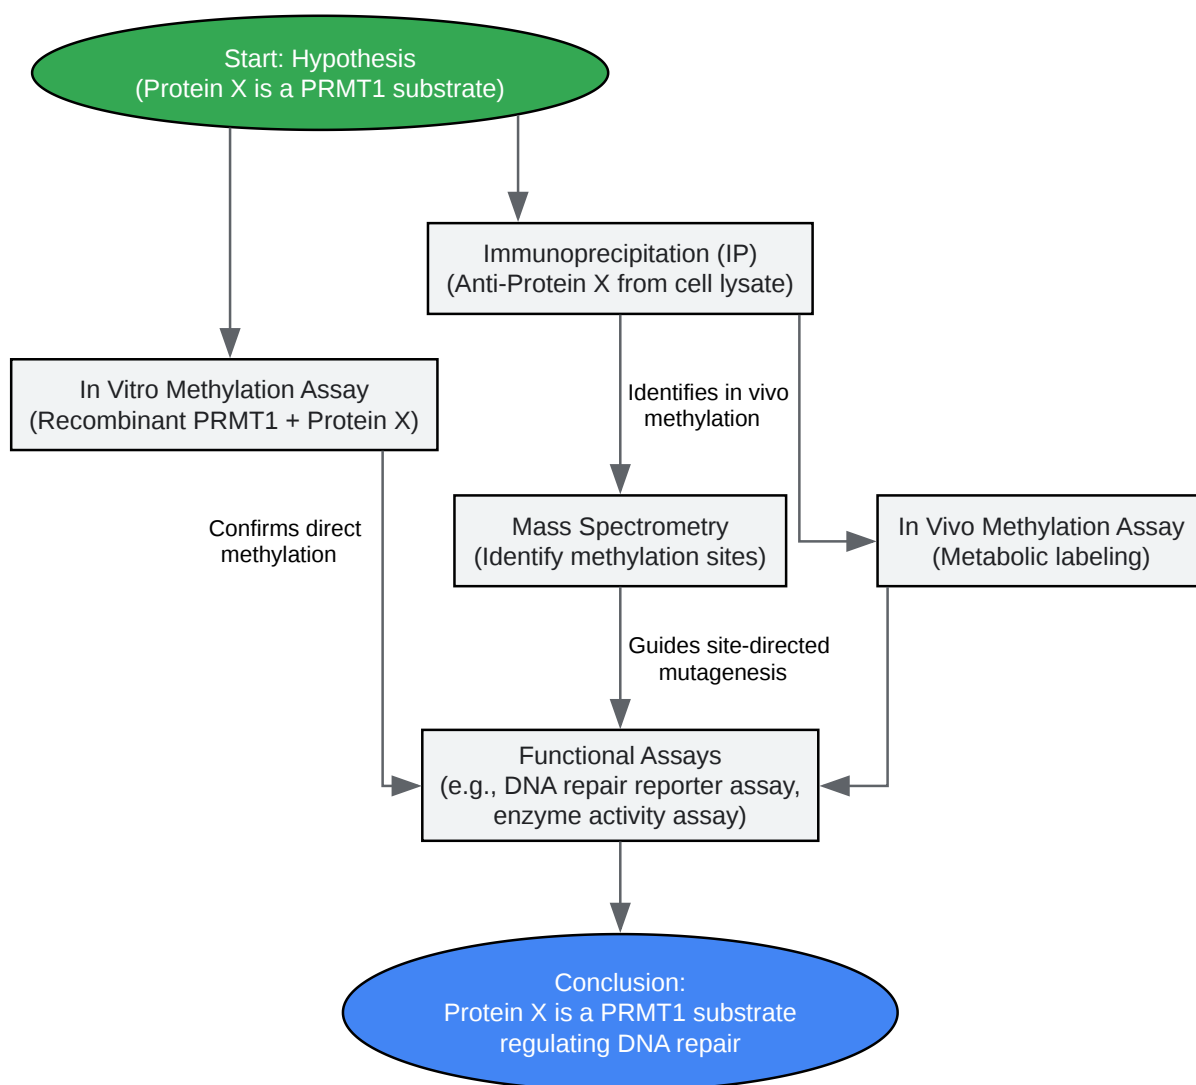 Start: Hypothesis
(Protein X is a PRMT1 substrate)
Immunoprecipitation (IP)
(Anti-Protein X from cell lysate)
In Vitro Methylation Assay
(Recombinant PRMT1 + Protein X)
Identifies in vivo
methylation
Confirms direct
methylation
Mass Spectrometry
(Identify methylation sites)
In Vivo Methylation Assay
(Metabolic labeling)
Guides site-directed
mutagenesis
Functional Assays
(e.g., DNA repair reporter assay,
enzyme activity assay)
Conclusion:
Protein X is a PRMT1 substrate
regulating DNA repair